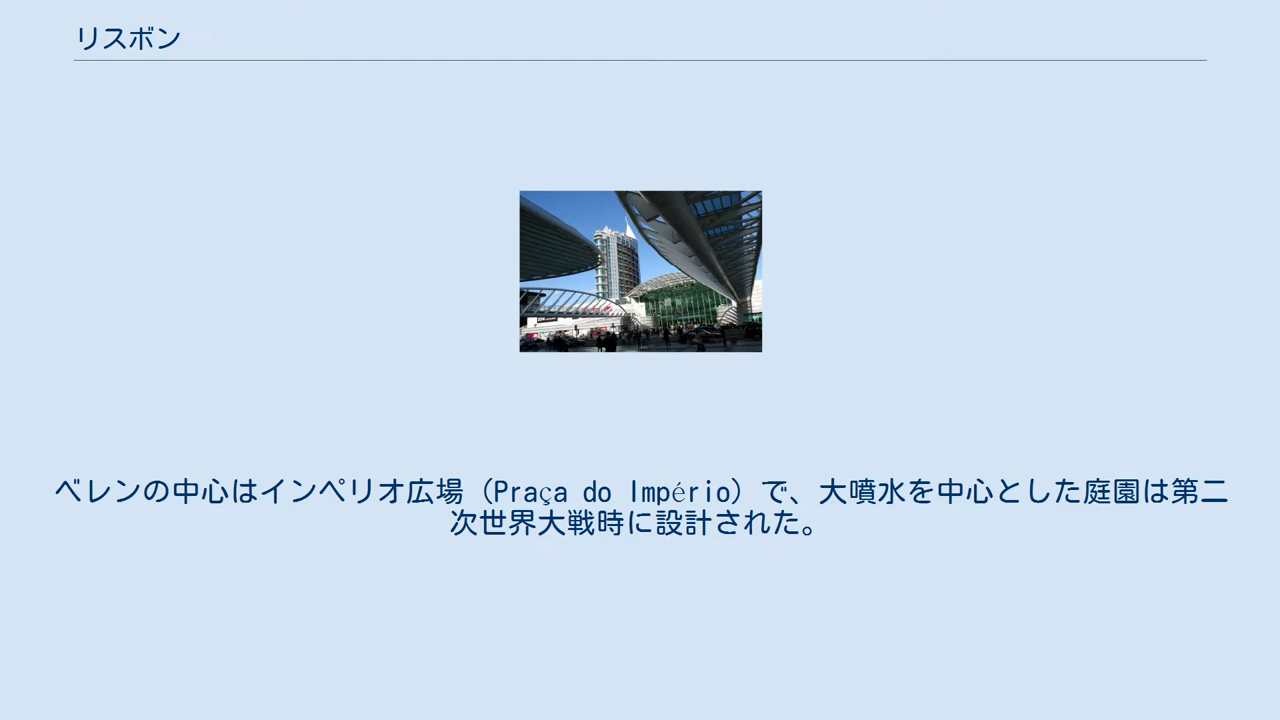 リスボン
ベレンの中心はインペリオ広場（Praça do Império）で、大噴水を中心とした庭園は第二
次世界大戦時に設計された。